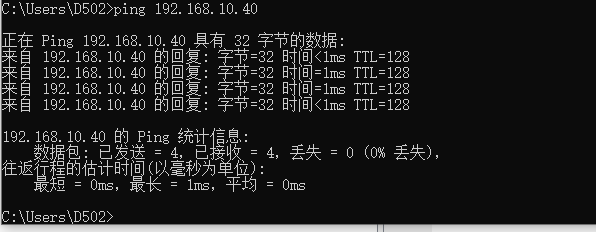 C:\Users\D502>ping 192.168.10.40
正在 Ping 192.168.10.40 具有 32 字节的数据:
来自 192.168.10.40 的回复: 字节=32 时间<1ms TTL=128
来自 192.168.10.40 的回复: 字节=32 时间=1ms TTL=128
来自 192.168.10.40 的回复: 字节=32 时间<1ms TTL=128
来自 192.168.10.40 的回复: 字节=32 时间<1ms TTL=128
192.168.10.40 的 Ping 统计信息:
数据包: 已发送 = 4, 已接收 = 4, 丢失 = 0 (0% 丢失),
往返行程的估计时间(以毫秒为单位):
最短 = 0ms, 最长 = 1ms, 平均 = 0ms
C:\Users\D502>